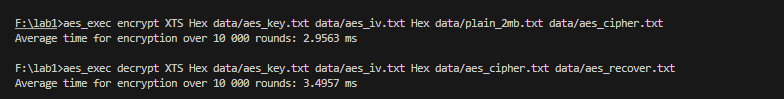 F:\lab1>aes_exec encrypt XTS Hex data/aes_key.txt data/aes_iv.txt Hex data/plain_2mb.txt data/aes_cipher.txt
Average time for encryption over 10 000 rounds: 2.9563 ms
F:\lab1>aes_exec decrypt XTS Hex data/aes_key.txt data/aes_iv.txt Hex data/aes_cipher.txt data/aes_recover.txt
Average time for encryption over 10 000 rounds: 3.4957 ms